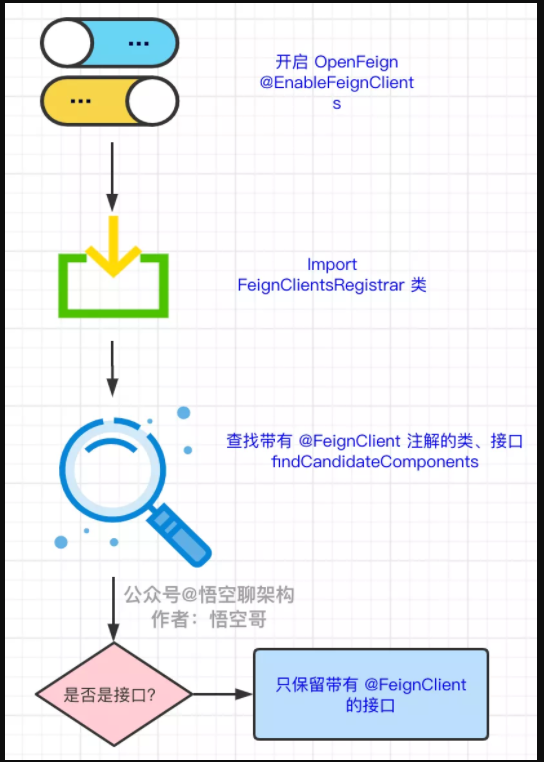 开启 OpenFeign
@EnableFeignClient
s
Import
FeignClientsRegistrar 类
查找带有 @FeignClient 注解的类、接口
findCandidateComponents
公众号@悟空聊架构
作者：悟空哥
是否是接口？
只保留带有 @FeignClient
的接口